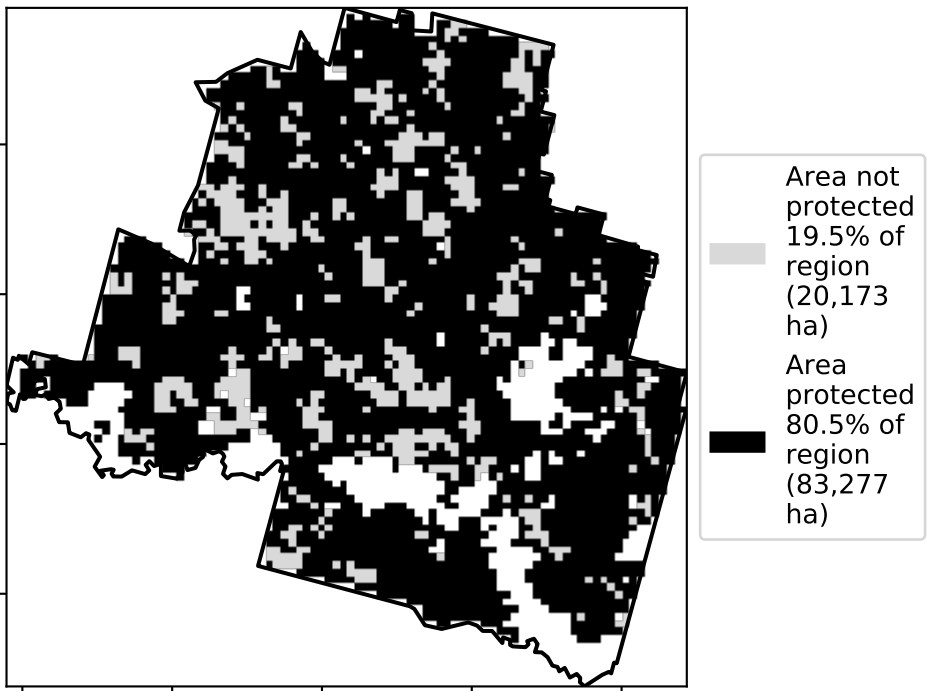 Area not
protected
19.5% of
region
(20,173
ha)
Area
protected
80.5% of
region
(83,277
ha)